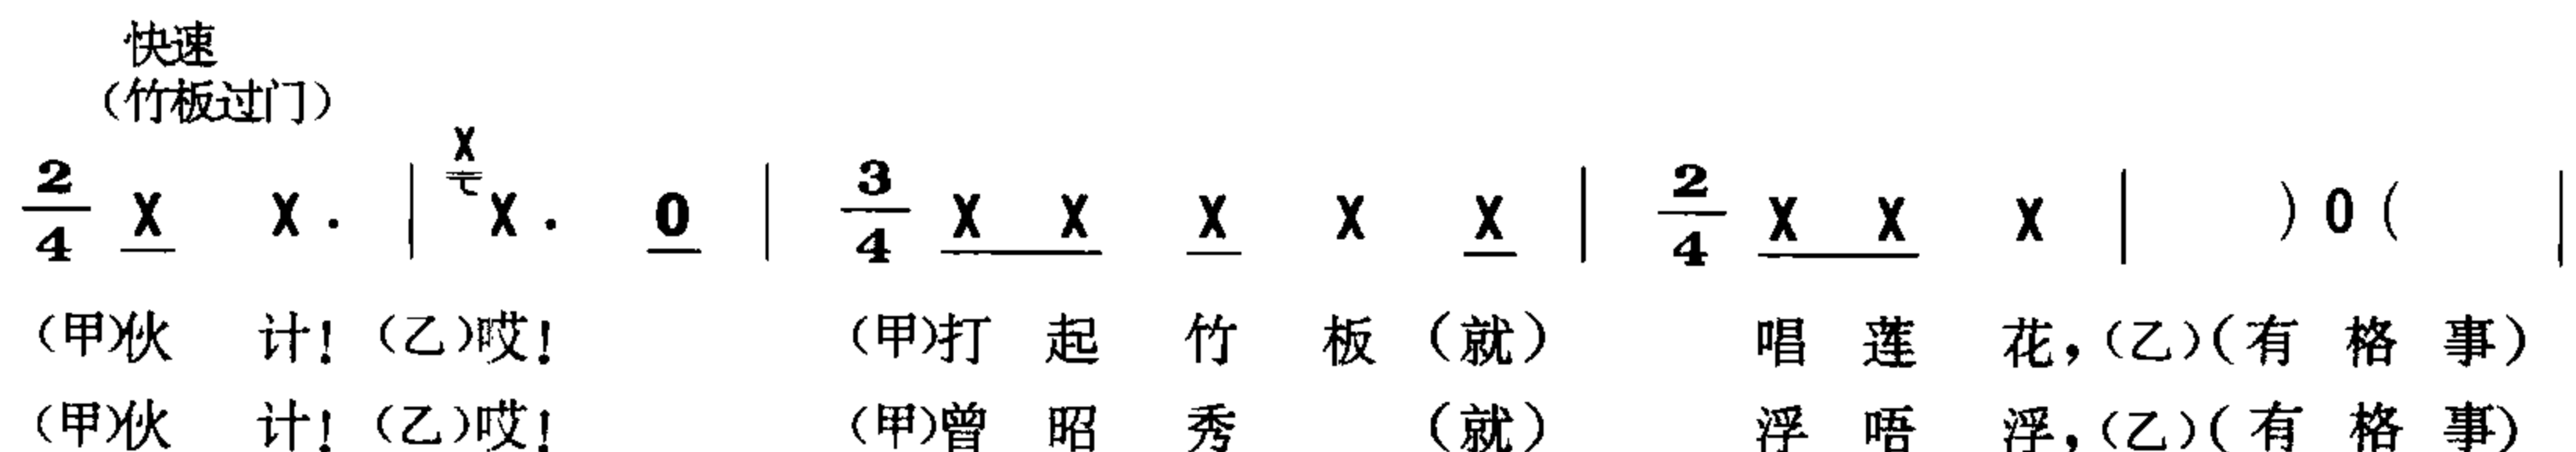 快速
（竹板过门）
2/4 X X. | X X. 0 | 3/4 X X X X X | 2/4 X X X | ) 0 ( |
（甲）伙 计！（乙）哎！ （甲）打 起 竹 板（就） 唱 莲 花，（乙）（有 格 事）
（甲）伙 计！（乙）哎！ （甲）曾 昭 秀 （就） 浮 唔 浮，（乙）（有 格 事）